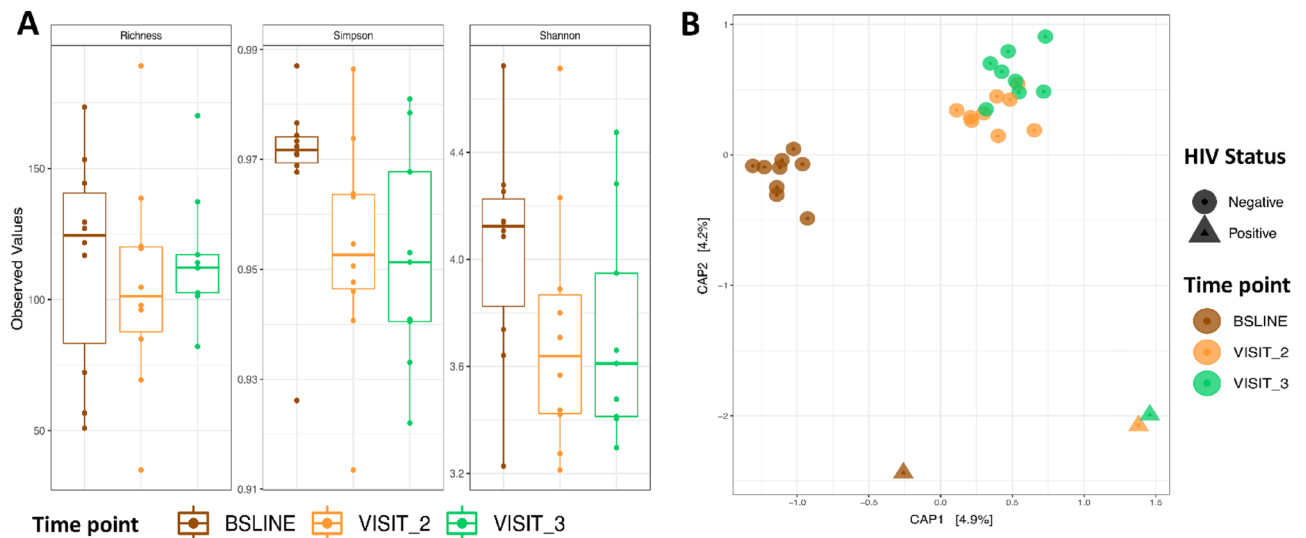 A
Richness
Simpson
Shannon
Observed Values
150
100
50
0.99
0.97
0.95
0.93
0.91
4.4
4.0
3.6
3.2
Time point
BSLINE
VISIT_2
VISIT_3
B
CAP2 [4.2%]
1
0
−1
−2
−1.0
−0.5
0.0
0.5
1.0
1.5
CAP1 [4.9%]
HIV Status
Negative
Positive
Time point
BSLINE
VISIT_2
VISIT_3